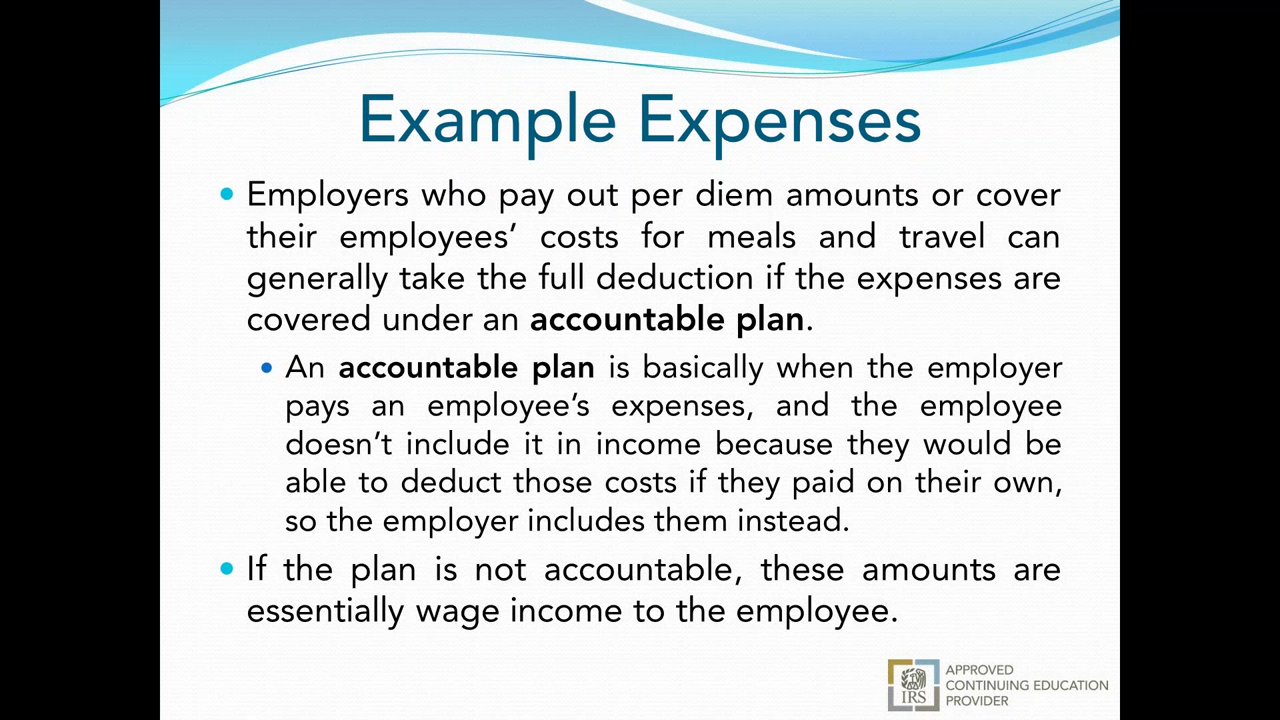 Example Expenses
• Employers who pay out per diem amounts or cover
their employees’ costs for meals and travel can
generally take the full deduction if the expenses are
covered under an accountable plan.
• An accountable plan is basically when the employer
pays an employee’s expenses, and the employee
doesn’t include it in income because they would be
able to deduct those costs if they paid on their own,
so the employer includes them instead.
• If the plan is not accountable, these amounts are
essentially wage income to the employee.
IRS
APPROVED
CONTINUING EDUCATION
PROVIDER